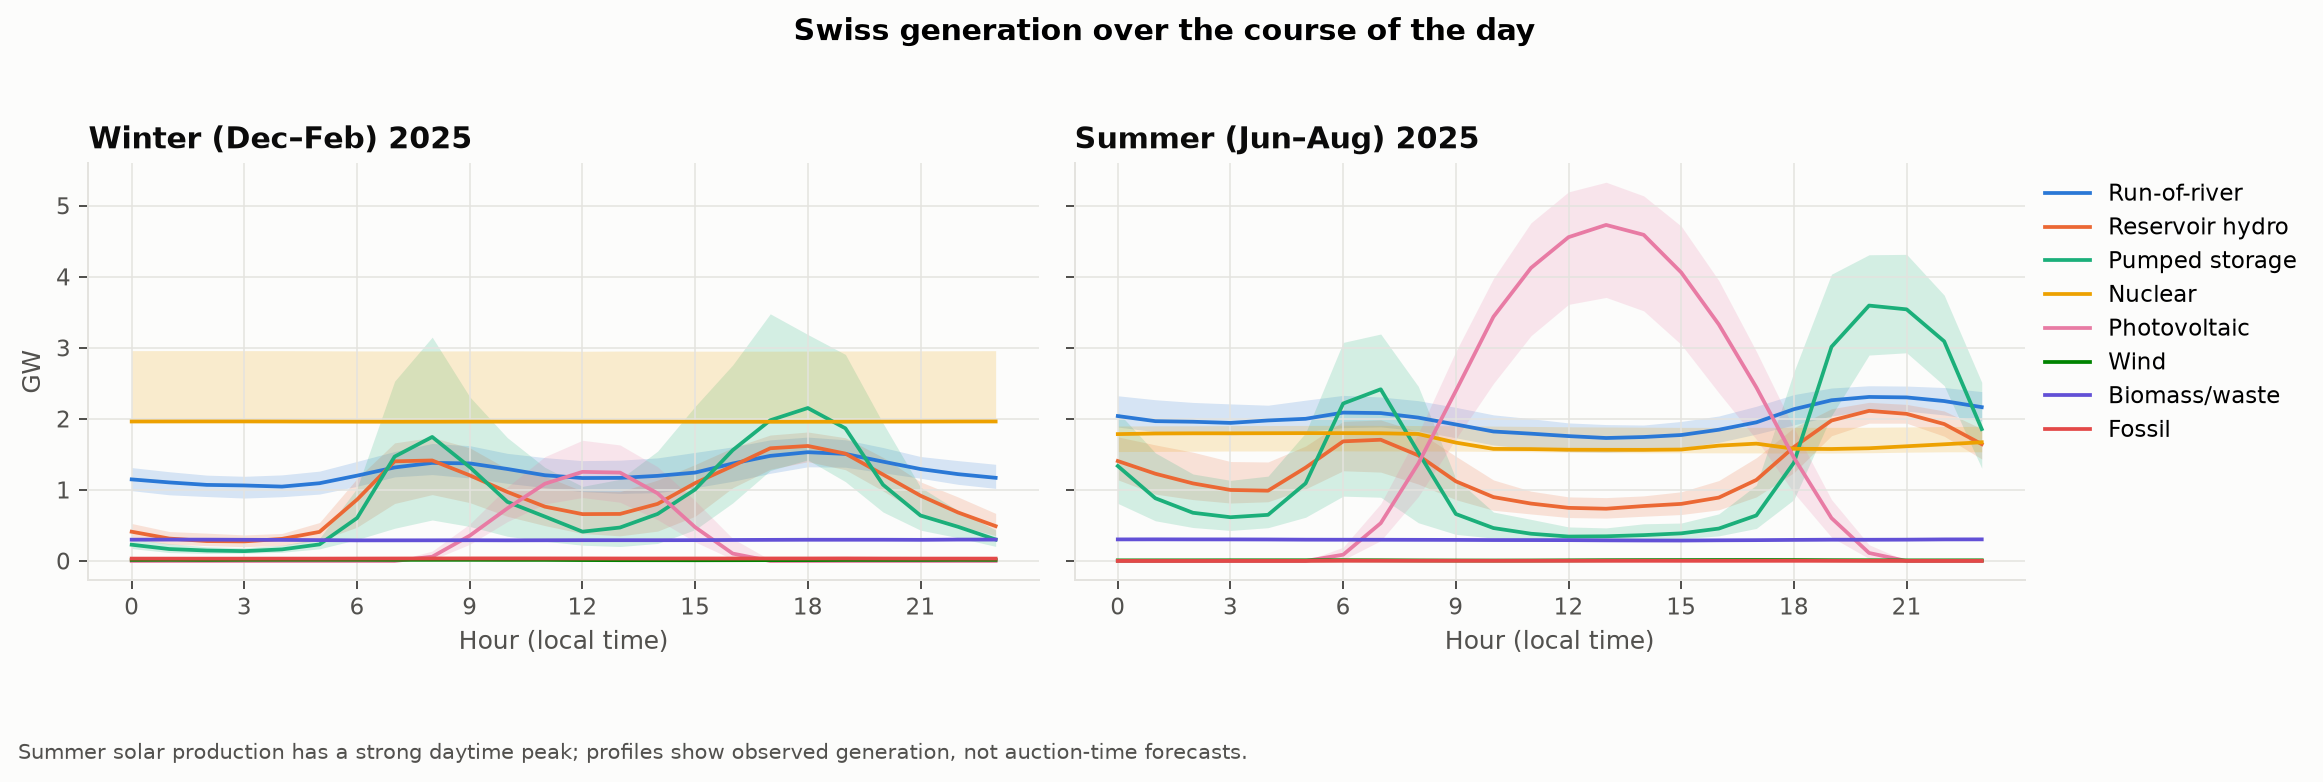 Swiss generation over the course of the day
Winter (Dec–Feb) 2025
Summer (Jun–Aug) 2025
GW
5
4
3
2
1
0
0 3 6 9 12 15 18 21
0 3 6 9 12 15 18 21
Hour (local time)
Hour (local time)
Run-of-river
Reservoir hydro
Pumped storage
Nuclear
Photovoltaic
Wind
Biomass/waste
Fossil
Summer solar production has a strong daytime peak; profiles show observed generation, not auction-time forecasts.